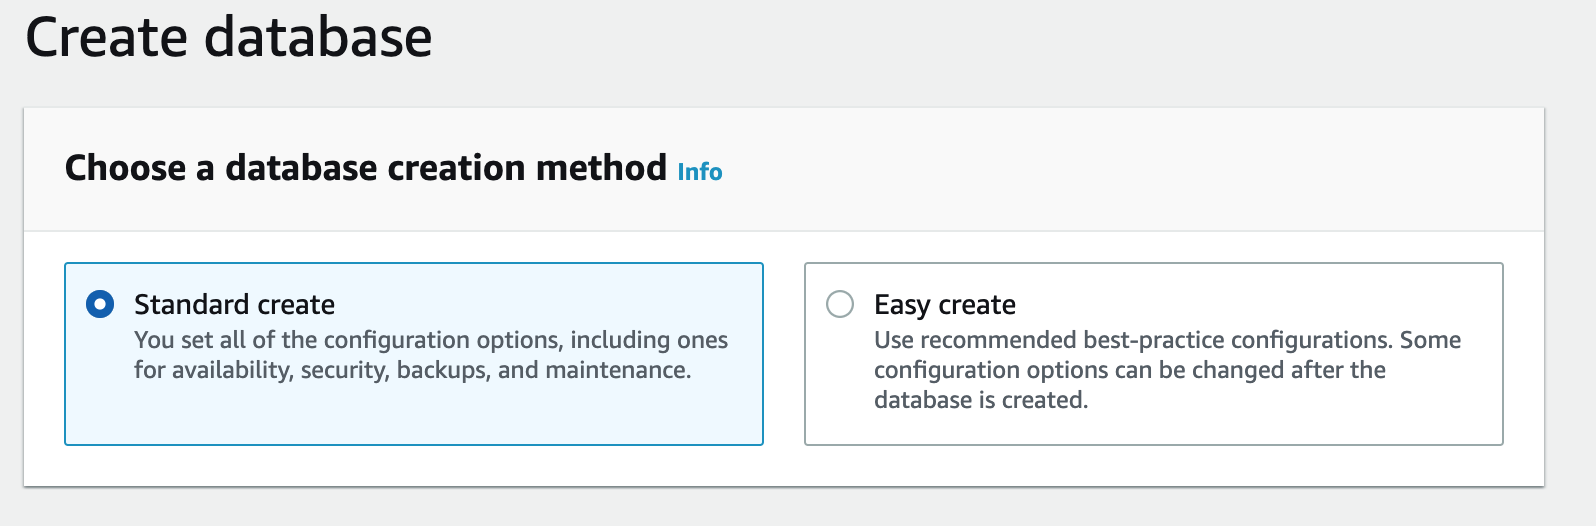 Create database
Choose a database creation method Info
Standard create
You set all of the configuration options, including ones
for availability, security, backups, and maintenance.
Easy create
Use recommended best-practice configurations. Some
configuration options can be changed after the
database is created.